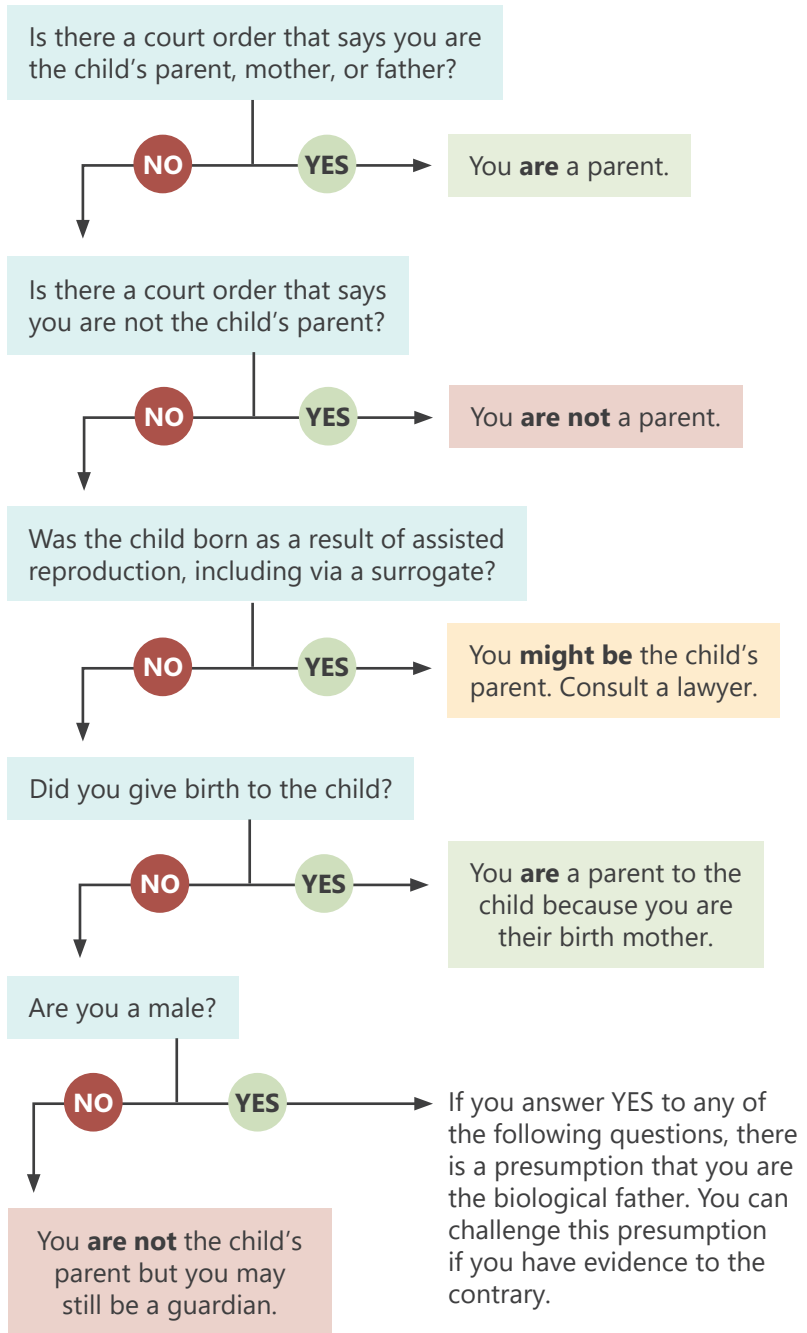 Is there a court order that says you are
the child's parent, mother, or father?
NO
YES
You are a parent.
Is there a court order that says
you are not the child's parent?
NO
YES
You are not a parent.
Was the child born as a result of assisted
reproduction, including via a surrogate?
NO
YES
You might be the child's
parent. Consult a lawyer.
Did you give birth to the child?
NO
YES
You are a parent to the
child because you are
their birth mother.
Are you a male?
NO
YES
If you answer YES to any of
the following questions, there
is a presumption that you are
the biological father. You can
challenge this presumption
if you have evidence to the
contrary.
You are not the child's
parent but you may
still be a guardian.